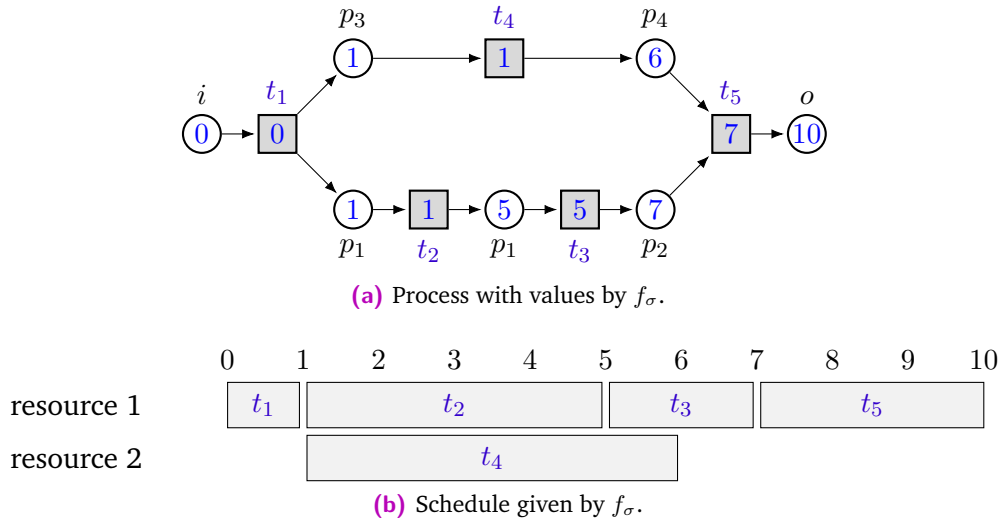 p₃ t₄ p₄
1 1 6
i t₁ t₅ o
0 0 7 10
1 1 5 5 7
p₁ t₂ p₁ t₃ p₂
(a) Process with values by f_σ.
0 1 2 3 4 5 6 7 8 9 10
resource 1 t₁ t₂ t₃ t₅
resource 2 t₄
(b) Schedule given by f_σ.